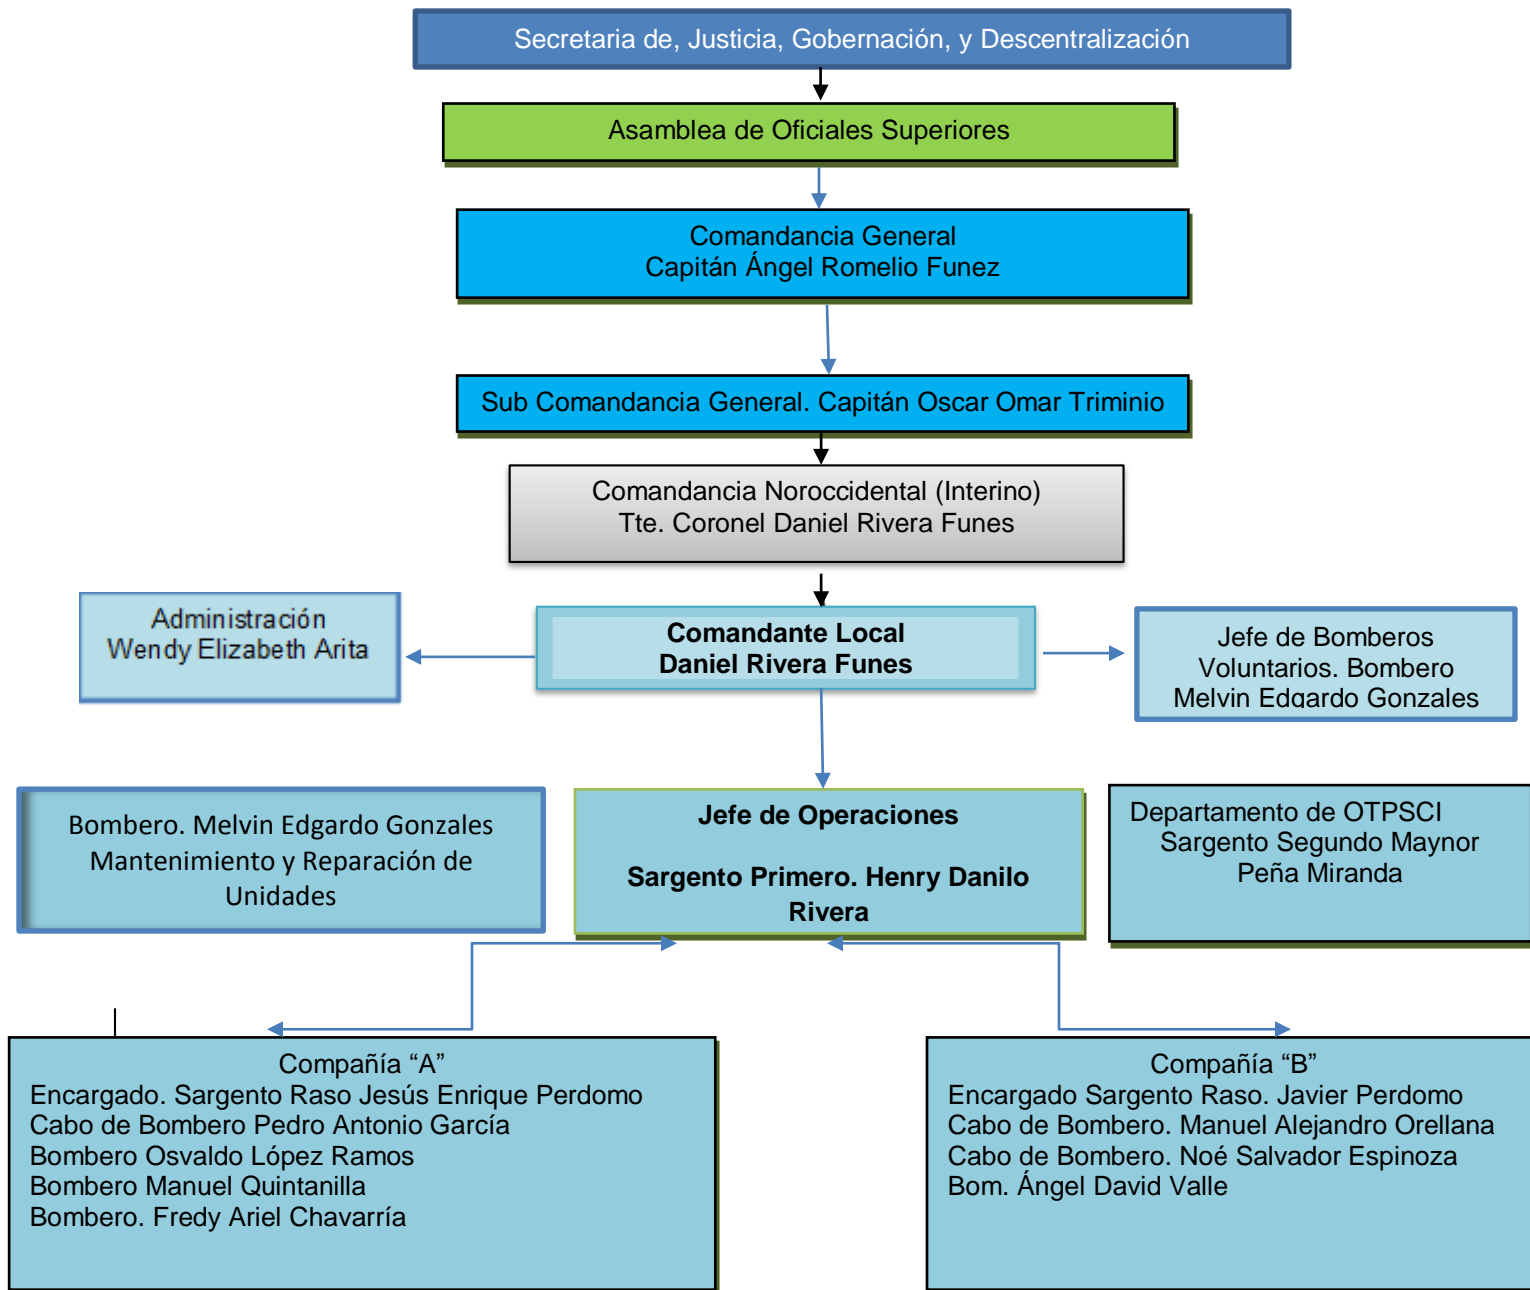 Secretaria de, Justicia, Gobernación, y Descentralización
Asamblea de Oficiales Superiores
Comandancia General
Capitán Ángel Romelio Funez
Sub Comandancia General. Capitán Oscar Omar Triminio
Comandancia Noroccidental (Interino)
Tte. Coronel Daniel Rivera Funes
Administración
Wendy Elizabeth Arita
Comandante Local
Daniel Rivera Funes
Jefe de Bomberos
Voluntarios. Bombero
Melvin Edgardo Gonzales
Bombero. Melvin Edgardo Gonzales
Mantenimiento y Reparación de
Unidades
Jefe de Operaciones
Sargento Primero. Henry Danilo
Rivera
Departamento de OTPSCI
Sargento Segundo Maynor
Peña Miranda
Compañía “A”
Encargado. Sargento Raso Jesús Enrique Perdomo
Cabo de Bombero Pedro Antonio García
Bombero Osvaldo López Ramos
Bombero Manuel Quintanilla
Bombero. Fredy Ariel Chavarría
Compañía “B”
Encargado Sargento Raso. Javier Perdomo
Cabo de Bombero. Manuel Alejandro Orellana
Cabo de Bombero. Noé Salvador Espinoza
Bom. Ángel David Valle